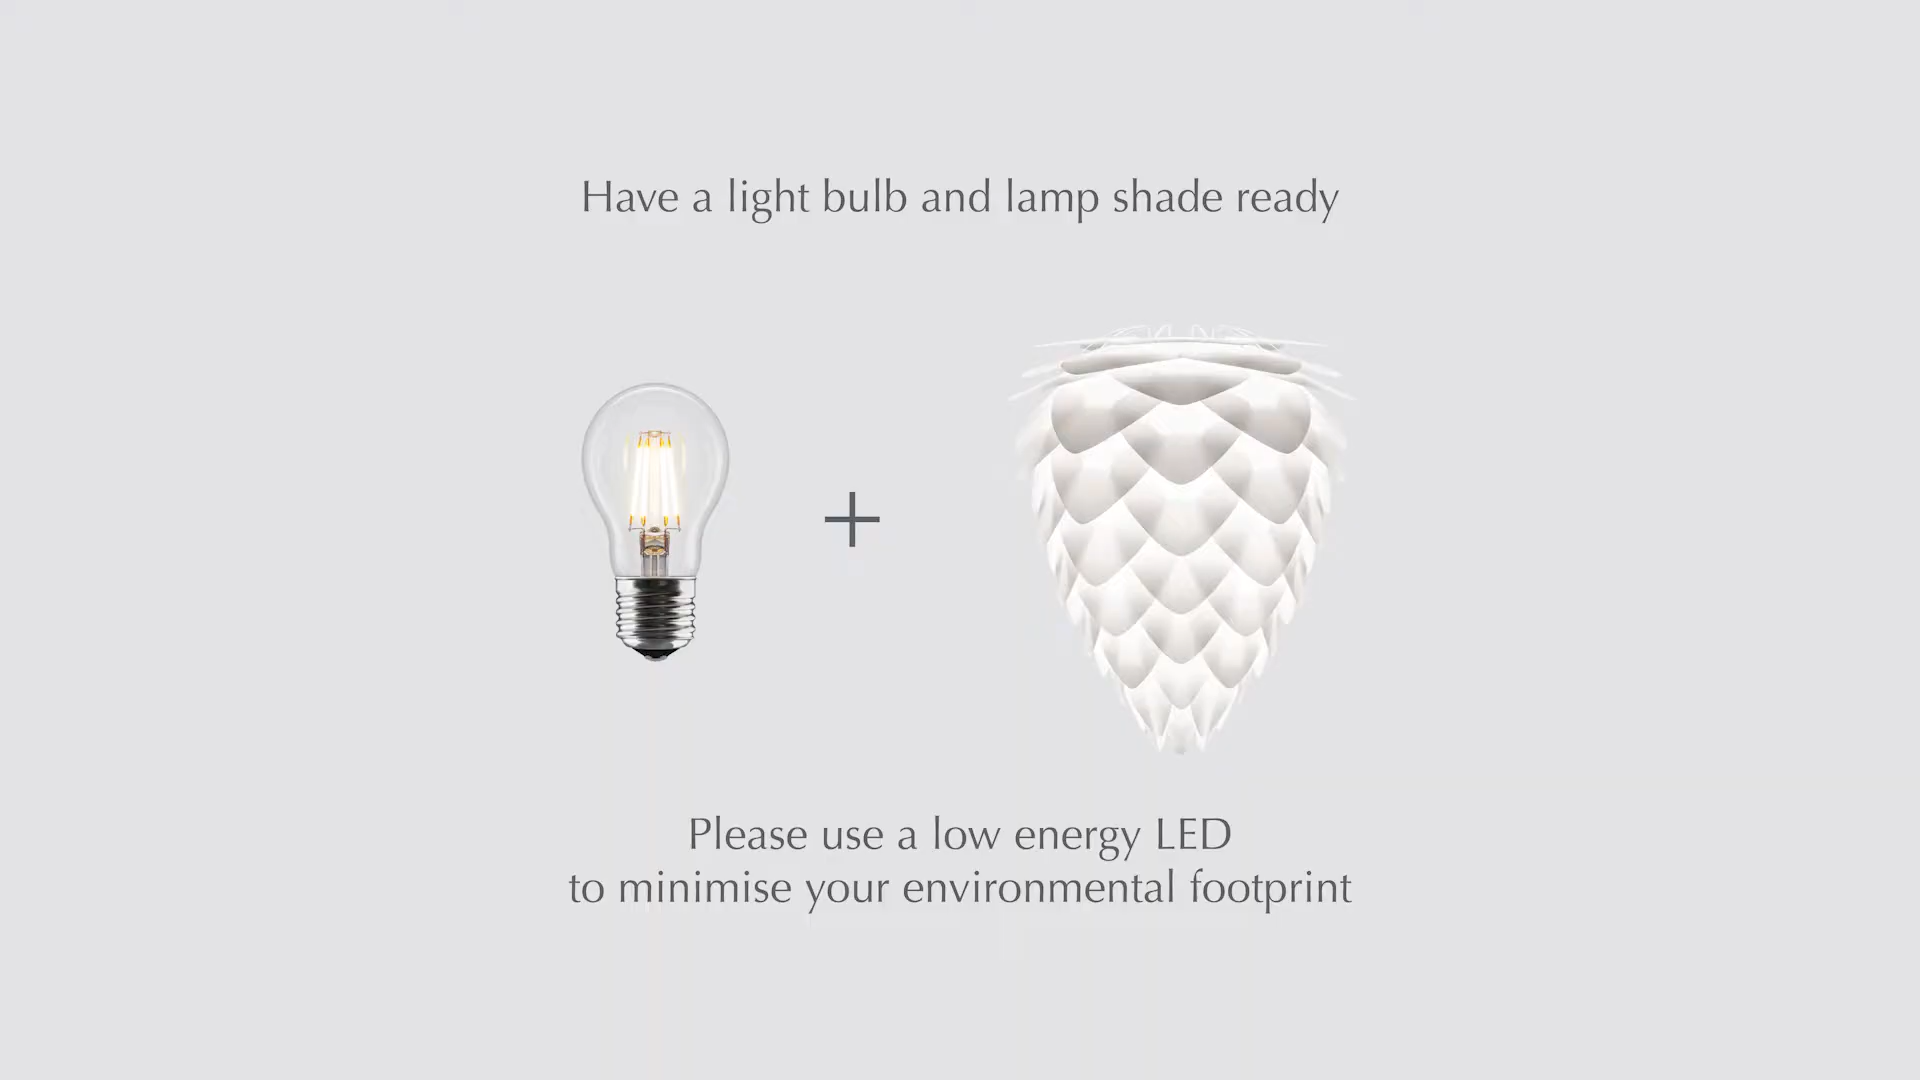 Have a light bulb and lamp shade ready
Please use a low energy LED
to minimise your environmental footprint